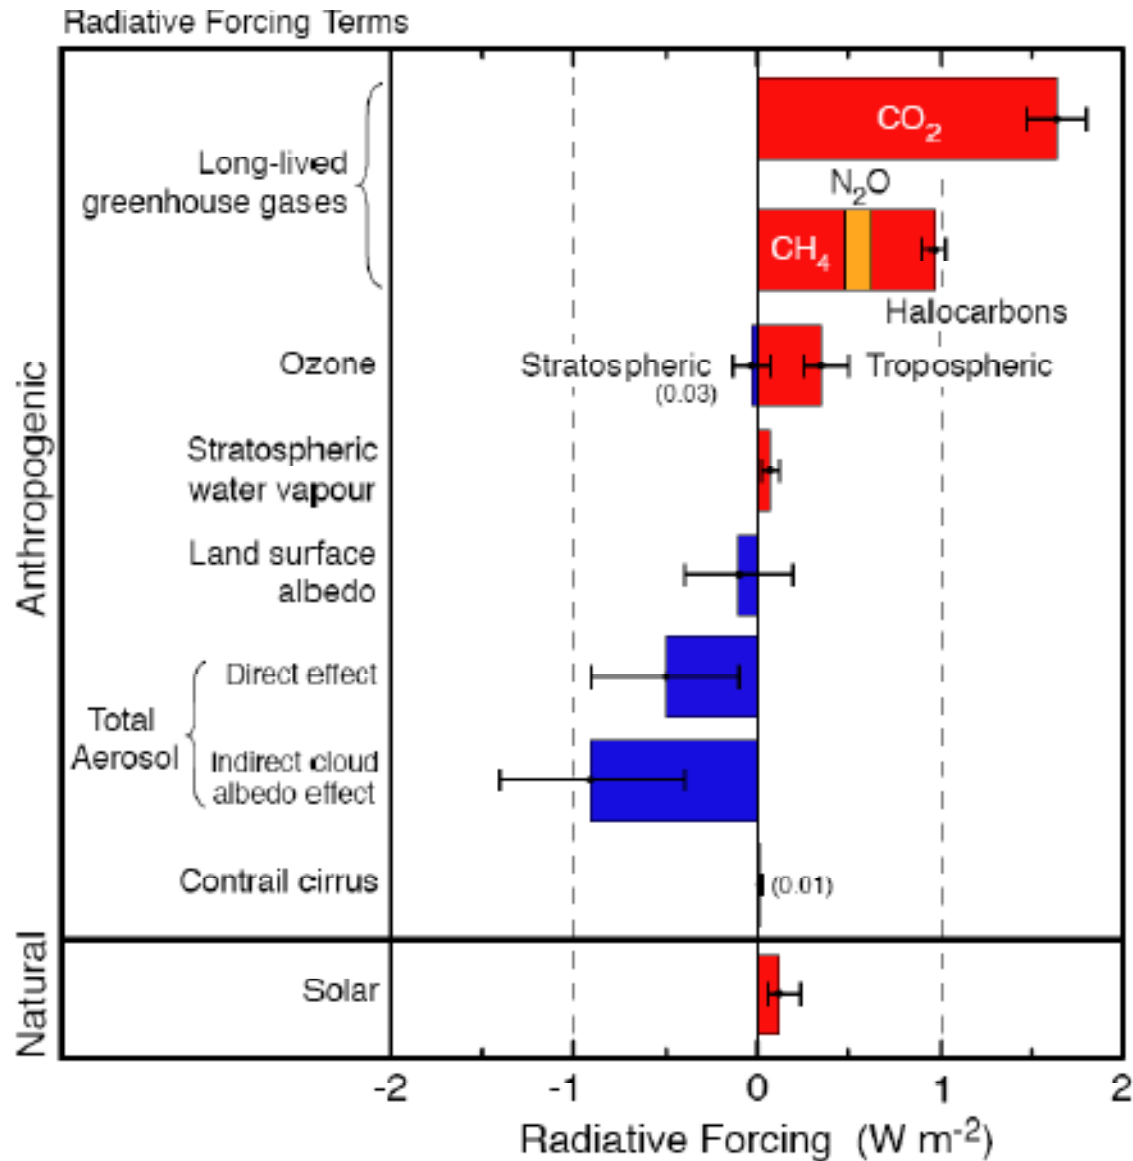 Radiative Forcing Terms
CO₂
Long-lived
greenhouse gases
N₂O
CH₄
Halocarbons
Ozone
Stratospheric
(0.03)
Tropospheric
Stratospheric
water vapour
Land surface
albedo
Anthropogenic
Direct effect
Total
Aerosol
Indirect cloud
albedo effect
Contrail cirrus
(0.01)
Natural
Solar
-2 -1 0 1 2
Radiative Forcing (W m⁻²)